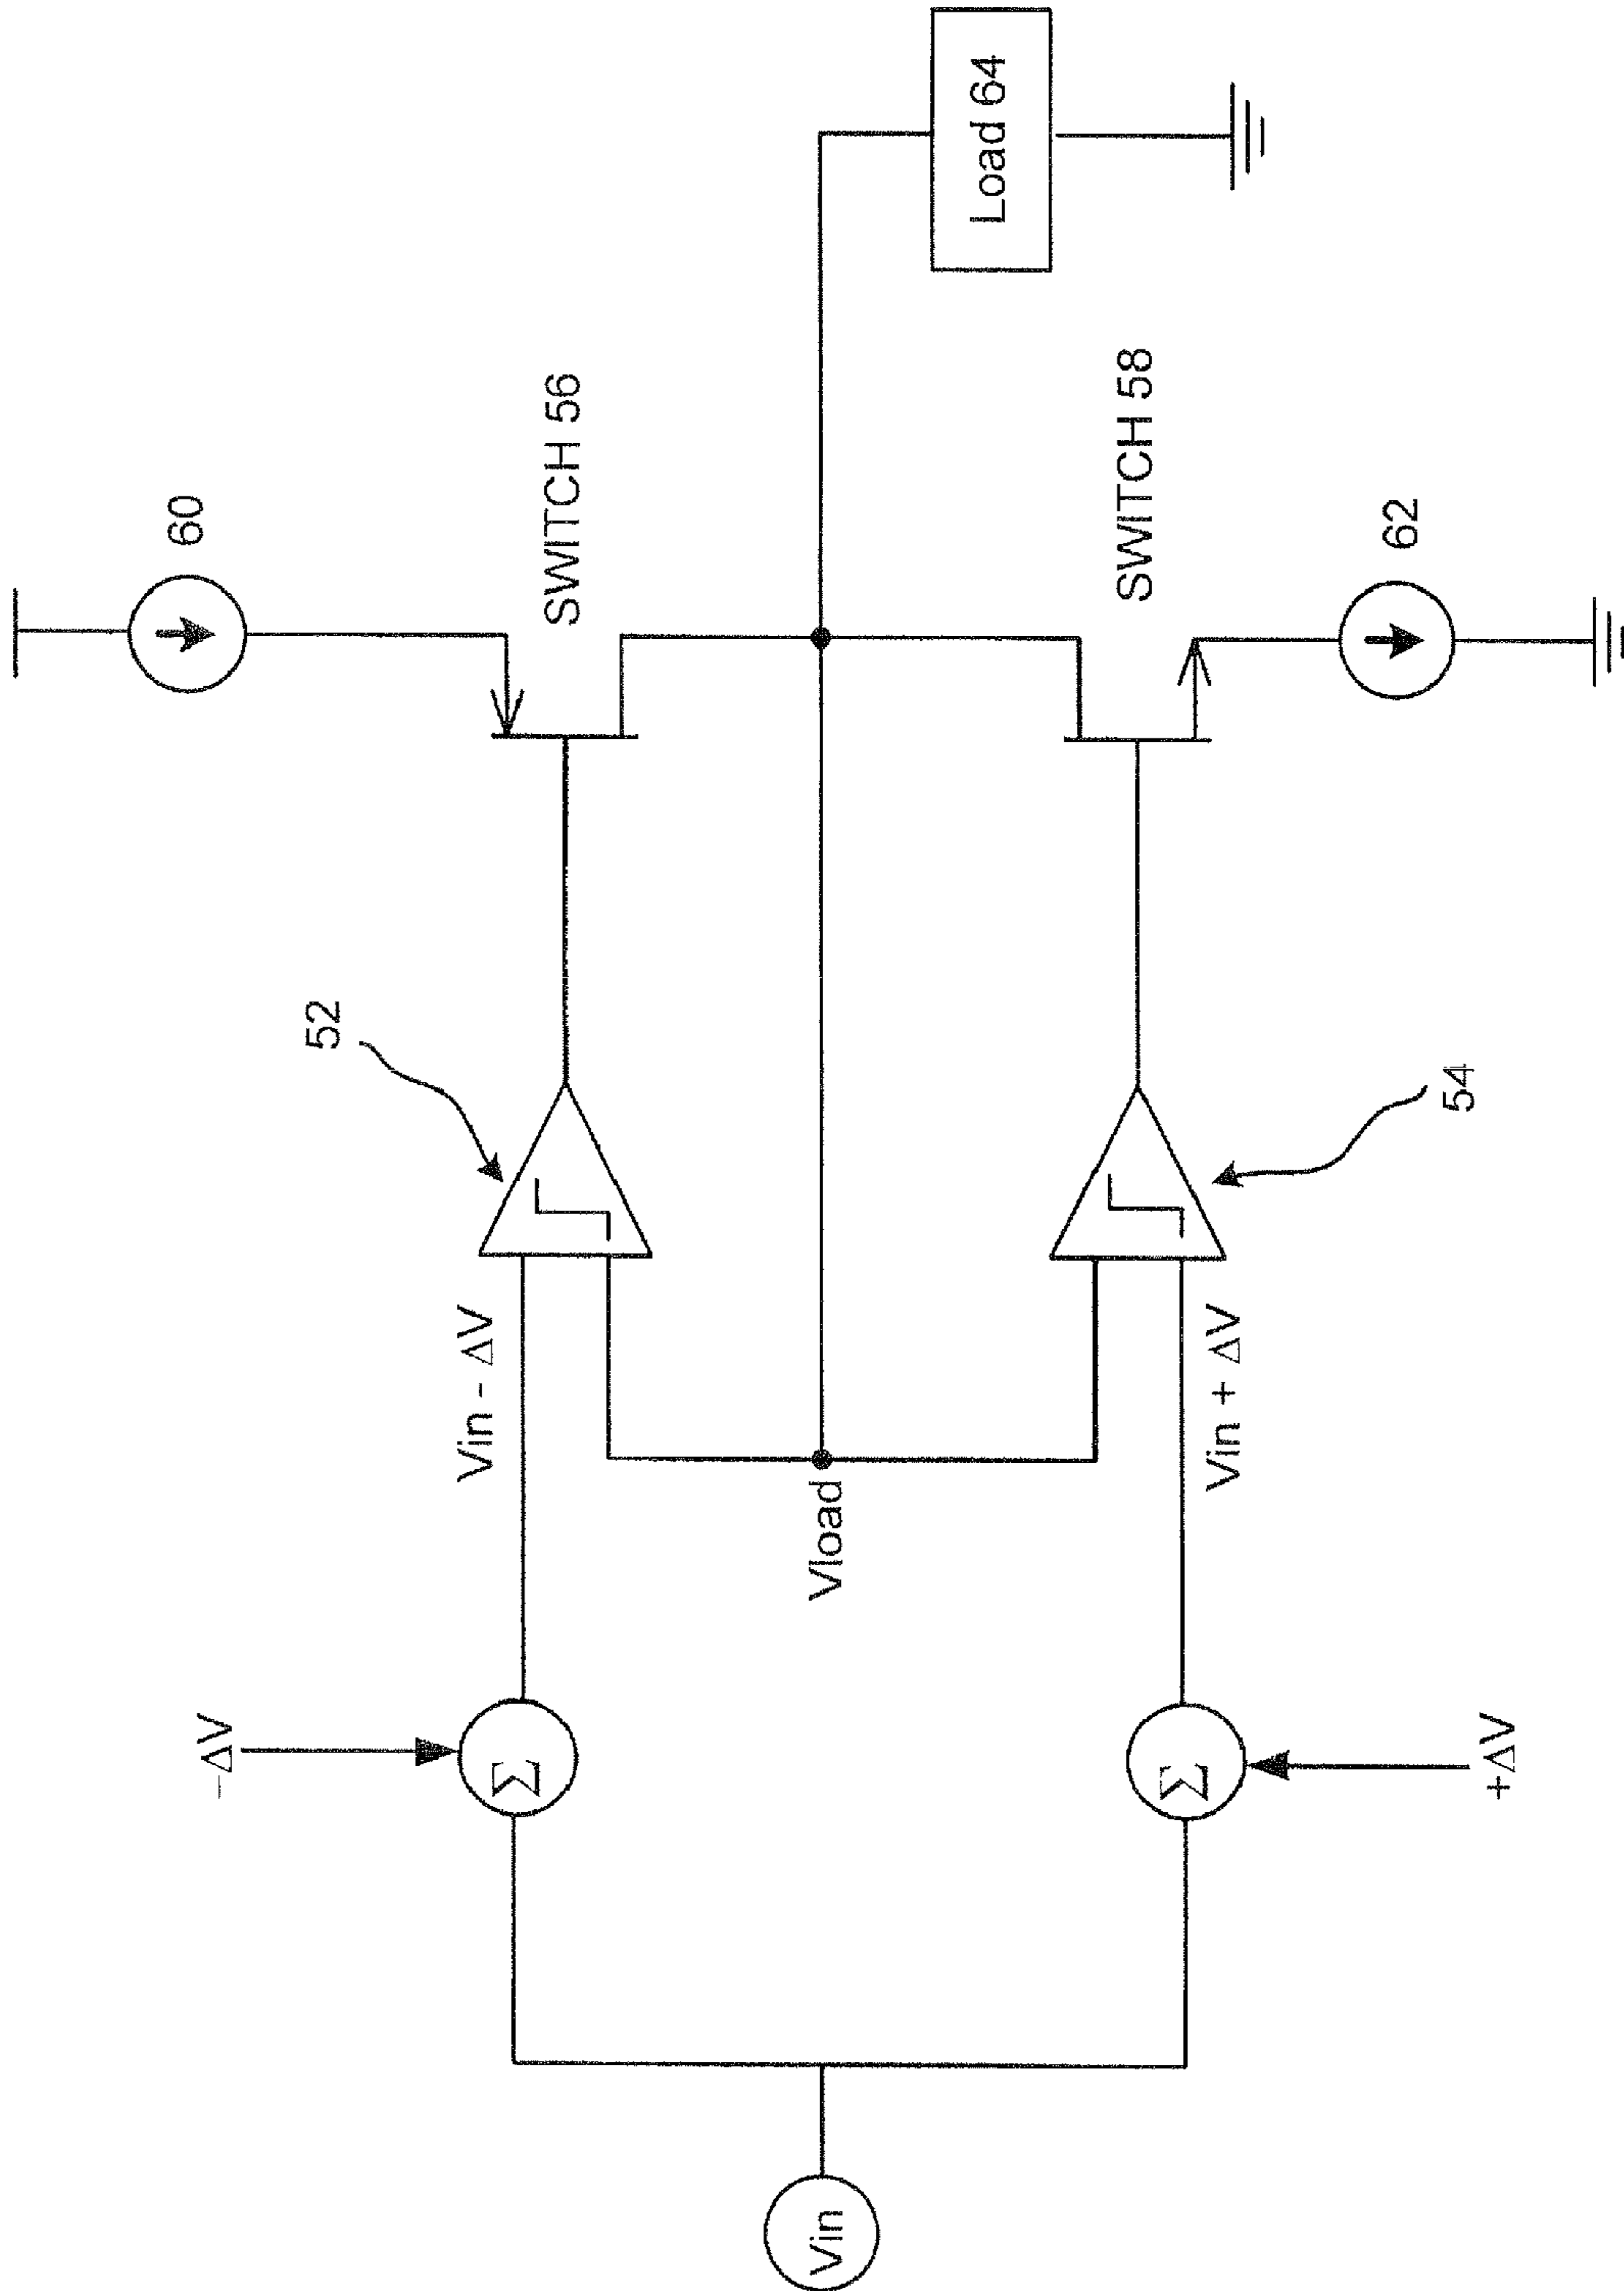 Vin
-ΔV
Σ
Vin - ΔV
52
SWITCH 56
60
Vload
Load 64
Σ
+ΔV
Vin + ΔV
54
SWITCH 58
62